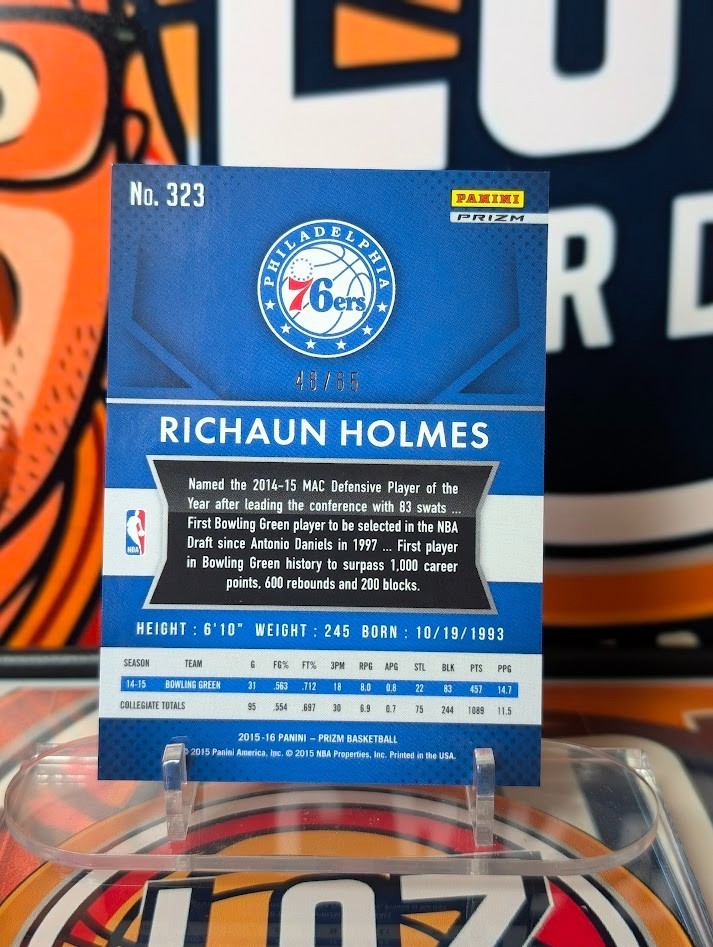 No. 323
PANINI
PRIZM
PHILADELPHIA
76ers
RICHAUN HOLMES
Named the 2014-15 MAC Defensive Player of the
Year after leading the conference with 83 swats ...
First Bowling Green player to be selected in the NBA
Draft since Antonio Daniels in 1997 ... First player
in Bowling Green history to surpass 1,000 career
points, 600 rebounds and 200 blocks.
NBA
HEIGHT : 6'10" WEIGHT : 245 BORN : 10/19/1993
SEASON TEAM G FG% FT% 3PM RPG APG STL BLK PTS PPG
14-15 BOWLING GREEN 31 .563 .712 18 8.0 0.8 22 83 457 14.7
COLLEGIATE TOTALS 95 .554 .697 30 6.9 0.7 75 244 1089 11.5
2015-16 PANINI – PRIZM BASKETBALL
© 2015 Panini America, Inc. © 2015 NBA Properties, Inc. Printed in the USA.